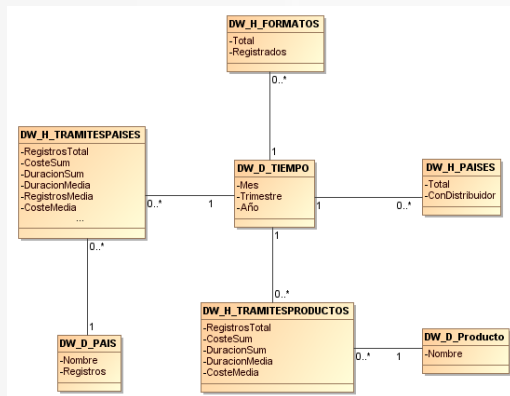 DW_H_FORMATOS
-Total
-Registrados
0..*
1
DW_H_TRAMITESPAISES
-RegistrosTotal
-CosteSum
-DuracionSum
-DuracionMedia
-RegistrosMedia
-CosteMedia
...
0..*
1
DW_D_TIEMPO
-Mes
-Trimestre
-Año
1
0..*
DW_H_PAISES
-Total
-ConDistribuidor
0..*
1
DW_D_PAIS
-Nombre
-Registros
1
0..*
DW_H_TRAMITESPRODUCTOS
-RegistrosTotal
-CosteSum
-DuracionSum
-DuracionMedia
-CosteMedia
0..*
1
DW_D_Producto
-Nombre